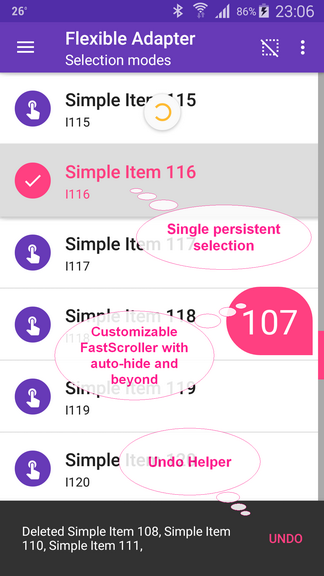 26°
86%
23:06
Flexible Adapter
Selection modes
Simple Item 115
I115
Simple Item 116
I116
Single persistent
selection
Simple Item 117
I117
107
Simple Item 118
Customizable
FastScroller with
auto-hide and
beyond
Simple Item 119
I119
Simple Item 120
Undo Helper
I120
Deleted Simple Item 108, Simple Item
110, Simple Item 111,
UNDO